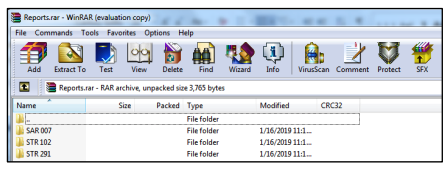 Reports.rar - WinRAR (evaluation copy)
File Commands Tools Favorites Options Help
Add Extract To Test View Delete Find Wizard Info VirusScan Comment Protect SFX
Reports.rar - RAR archive, unpacked size 3,765 bytes
Name Size Packed Type Modified CRC32
.. File folder
SAR 007 File folder 1/16/2019 11:1...
STR 102 File folder 1/16/2019 11:1...
STR 291 File folder 1/16/2019 11:1...